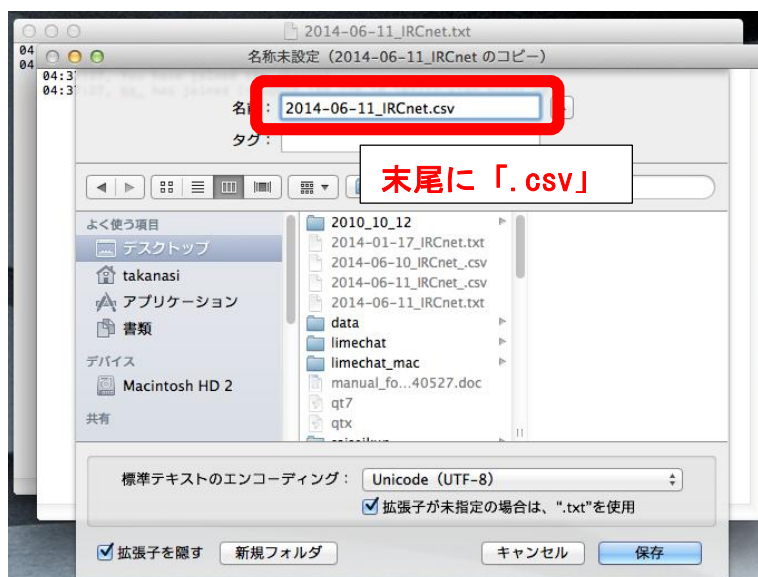 2014-06-11_IRCnet.txt
04
04
名称未設定(2014-06-11_IRCnet のコピー)
04:3
04:3
名前: 2014-06-11_IRCnet.csv
タグ:
末尾に「.csv」
よく使う項目
デスクトップ
takanasi
アプリケーション
書類
デバイス
Macintosh HD 2
共有
2010_10_12
2014-01-17_IRCnet.txt
2014-06-10_IRCnet_.csv
2014-06-11_IRCnet_.csv
2014-06-11_IRCnet.txt
data
limechat
limechat_mac
manual_fo...40527.doc
qt7
qtx
標準テキストのエンコーディング: Unicode(UTF-8)
拡張子が未指定の場合は、".txt"を使用
拡張子を隠す 新規フォルダ キャンセル 保存